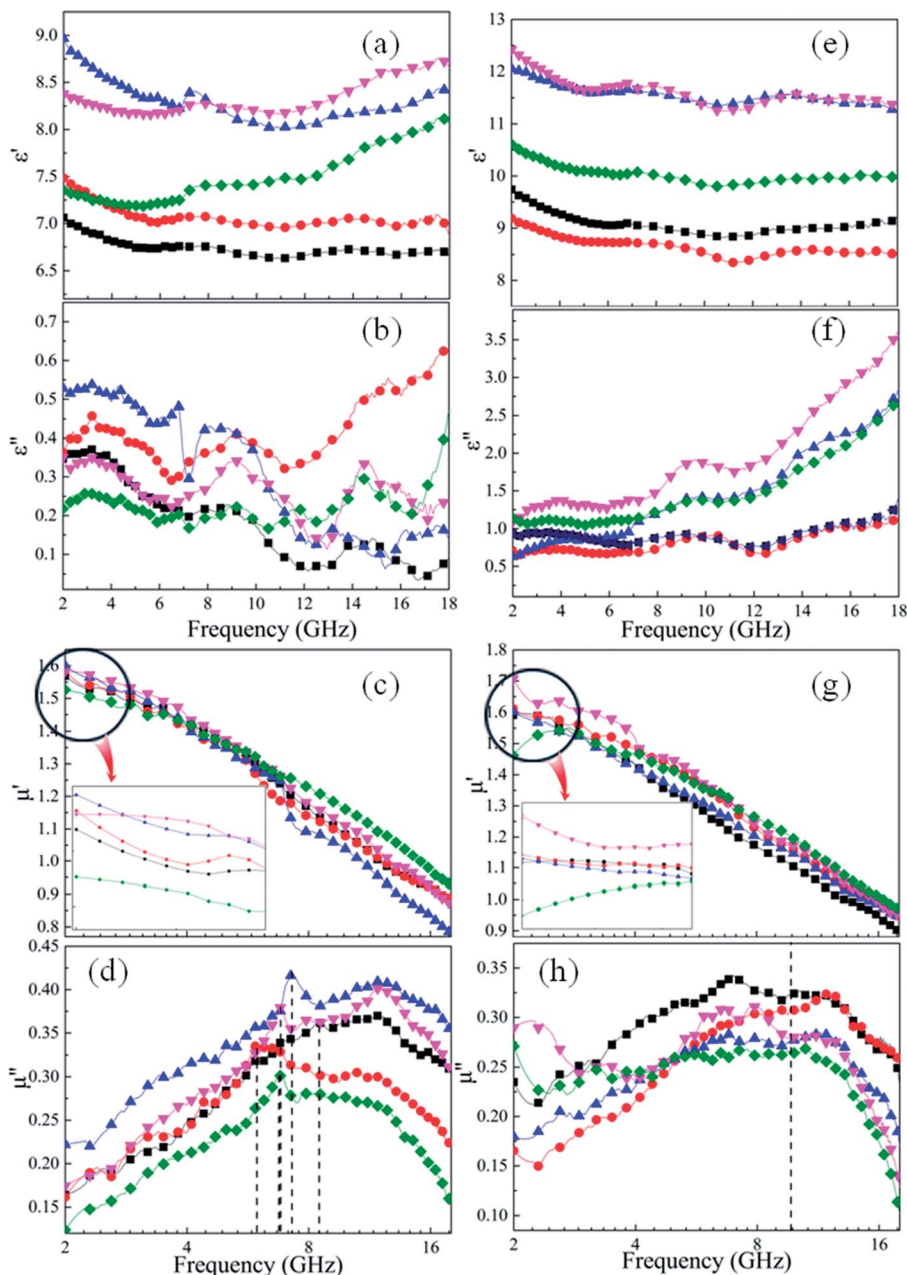 (a)
9.0
8.5
8.0
7.5
7.0
6.5
ε'
(b)
0.7
0.6
0.5
0.4
0.3
0.2
0.1
ε''
2 4 6 8 10 12 14 16 18
Frequency (GHz)
(e)
13
12
11
10
9
8
ε'
(f)
3.5
3.0
2.5
2.0
1.5
1.0
0.5
ε''
2 4 6 8 10 12 14 16 18
Frequency (GHz)
(c)
1.6
1.5
1.4
1.3
1.2
1.1
1.0
0.9
0.8
μ'
(d)
0.45
0.40
0.35
0.30
0.25
0.20
0.15
μ''
2 4 8 16
Frequency (GHz)
(g)
1.8
1.7
1.6
1.5
1.4
1.3
1.2
1.1
1.0
0.9
μ'
(h)
0.35
0.30
0.25
0.20
0.15
0.10
μ''
2 4 8 16
Frequency (GHz)